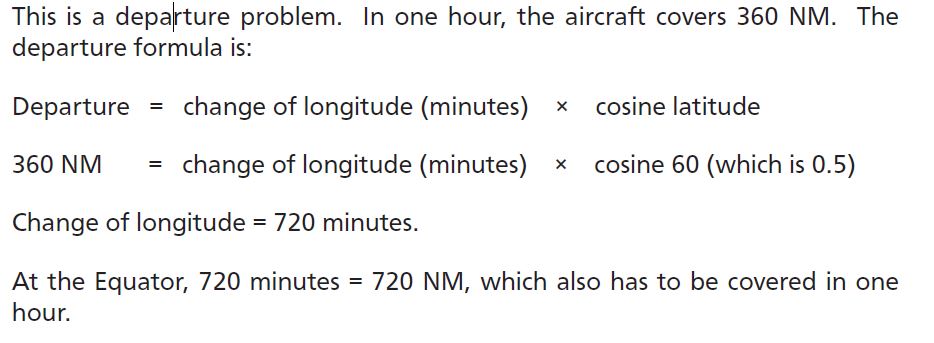 This is a departure problem. In one hour, the aircraft covers 360 NM. The
departure formula is:
Departure = change of longitude (minutes) × cosine latitude
360 NM = change of longitude (minutes) × cosine 60 (which is 0.5)
Change of longitude = 720 minutes.
At the Equator, 720 minutes = 720 NM, which also has to be covered in one
hour.